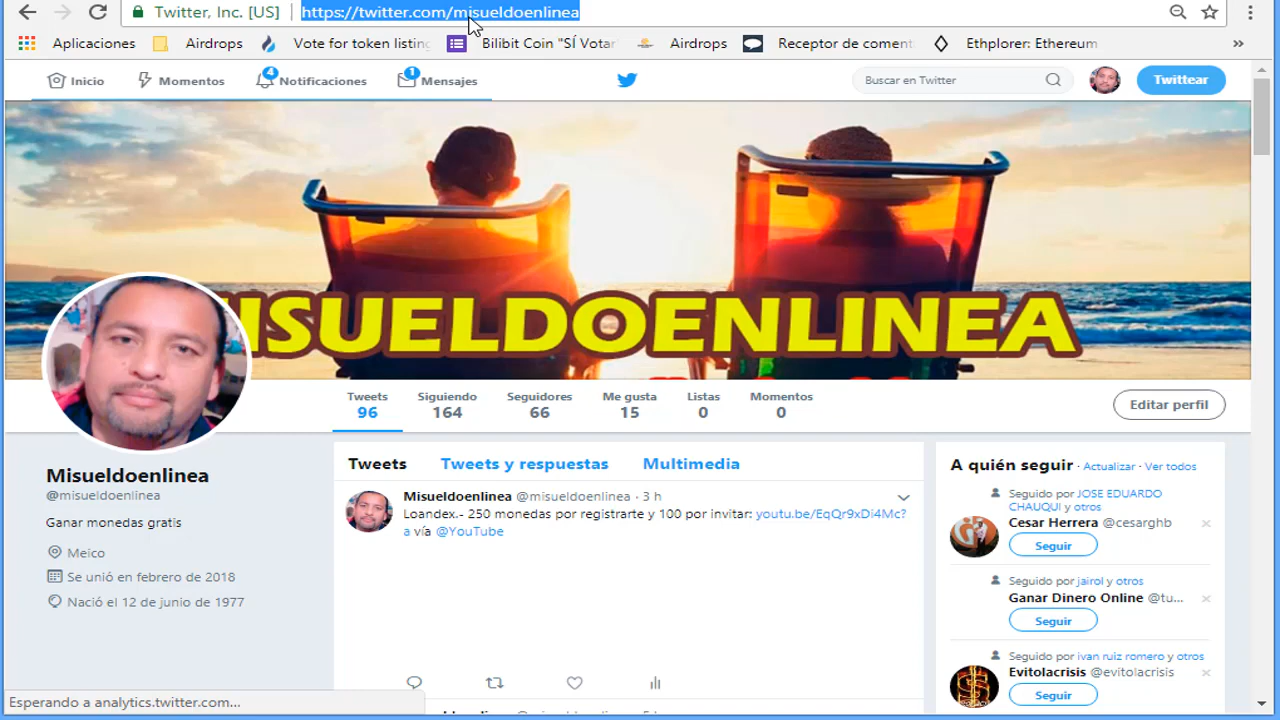 Twitter, Inc. [US] https://twitter.com/misueldoenlinea
Aplicaciones Airdrops Vote for token listing Bilibit Coin "SÍ Votar Airdrops Receptor de coment Ethplorer: Ethereum »
Inicio Momentos 4 Notificaciones 1 Mensajes Buscar en Twitter Twittear
ISUELDOENLINEA
Tweets Siguiendo Seguidores Me gusta Listas Momentos
96 164 66 15 0 0
Editar perfil
Misueldoenlinea
@misueldoenlinea
Ganar monedas gratis
Meico
Se unió en febrero de 2018
Nació el 12 de junio de 1977
Tweets Tweets y respuestas Multimedia
Misueldoenlinea @misueldoenlinea · 3 h
Loandex.- 250 monedas por registrarte y 100 por invitar: youtu.be/EqQr9xDi4Mc?
a vía @YouTube
A quién seguir · Actualizar · Ver todos
Seguido por JOSE EDUARDO
CHAUQUI y otros
Cesar Herrera @cesarghb
Seguir
Seguido por jairol y otros
Ganar Dinero Online @tu...
Seguir
Seguido por ivan ruiz romero y otros
Evitolacrisis @evitolacrisis
Seguir
Esperando a analytics.twitter.com...